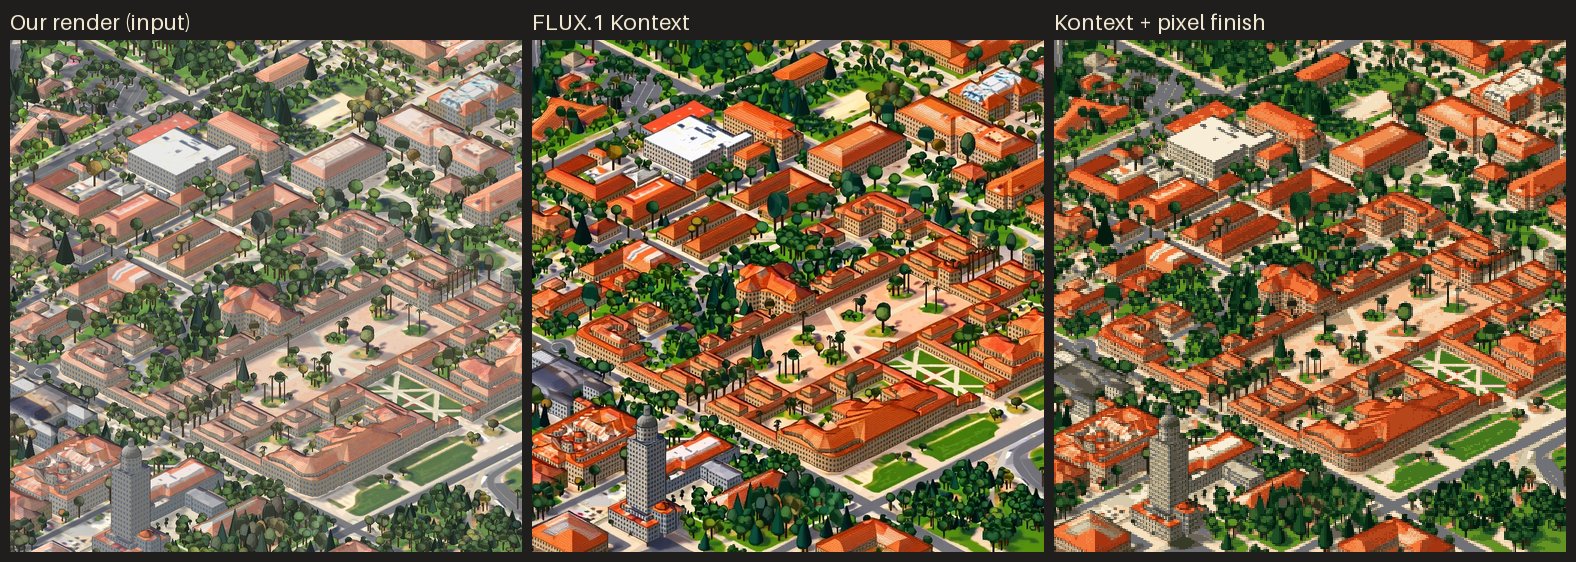 Our render (input)
FLUX.1 Kontext
Kontext + pixel finish